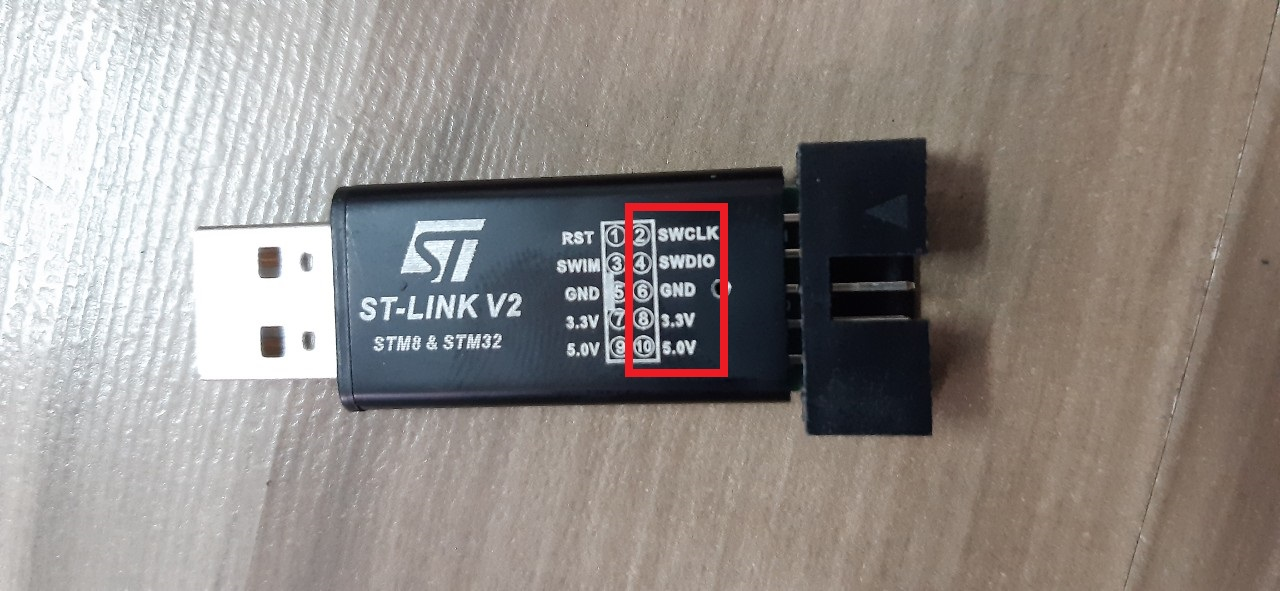 ST
ST-LINK V2
STM8 & STM32
RST 1 2 SWCLK
SWIM 3 4 SWDIO
GND 5 6 GND
3.3V 7 8 3.3V
5.0V 9 10 5.0V